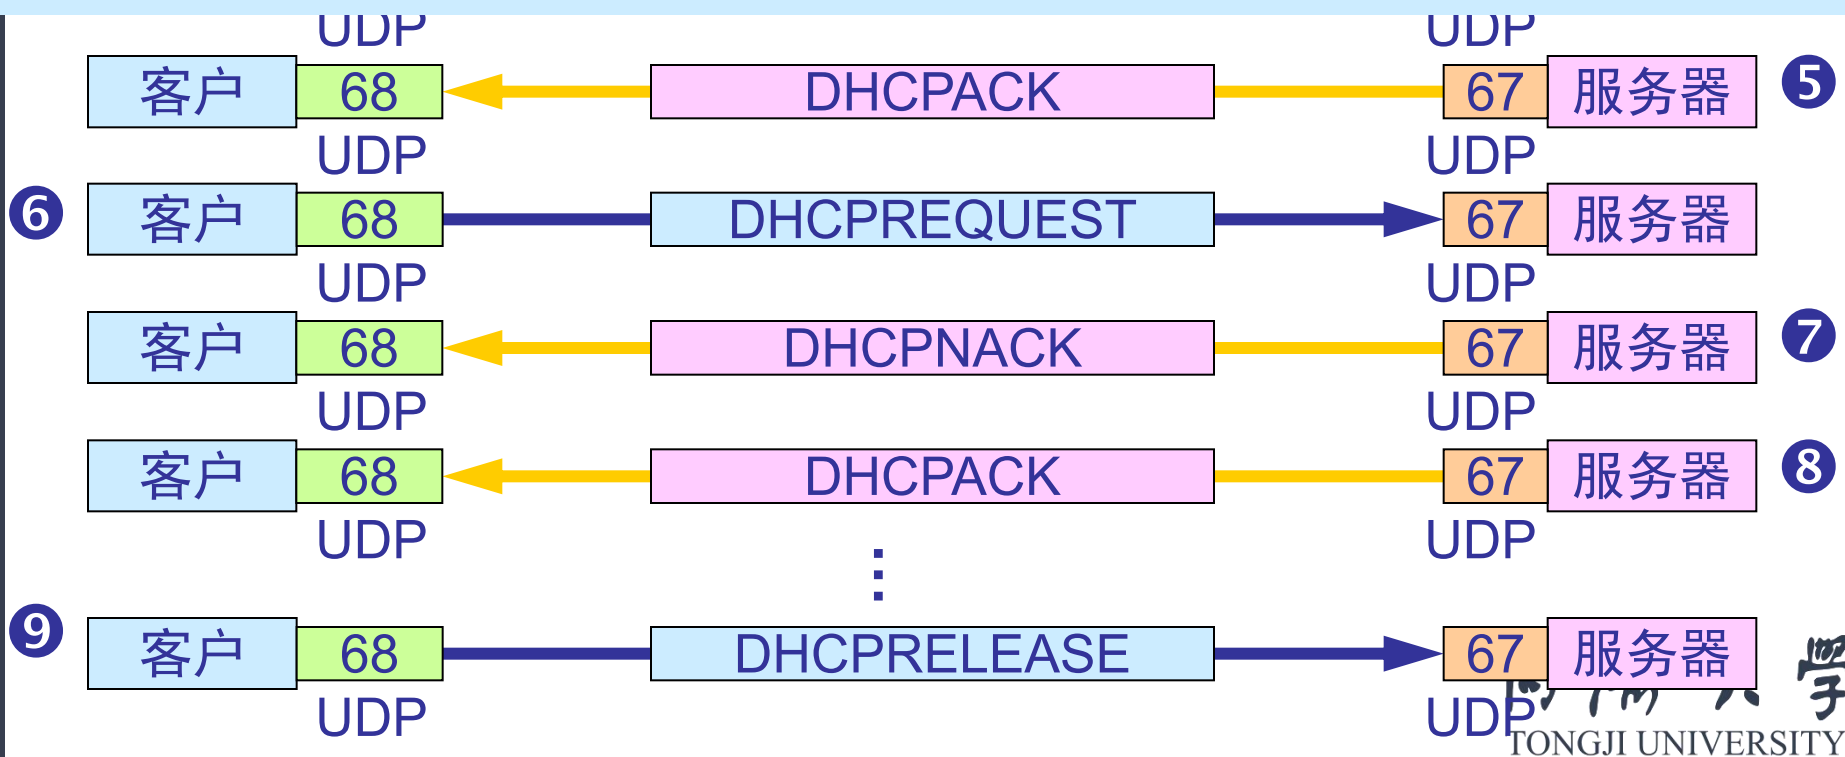 UDP UDP
客户 68 DHCPACK 67 服务器 5
UDP UDP
6 客户 68 DHCPREQUEST 67 服务器
UDP UDP
客户 68 DHCPNACK 67 服务器 7
UDP UDP
客户 68 DHCPACK 67 服务器 8
UDP UDP
⋮
9 客户 68 DHCPRELEASE 67 服务器
UDP UDP
TONGJI UNIVERSITY